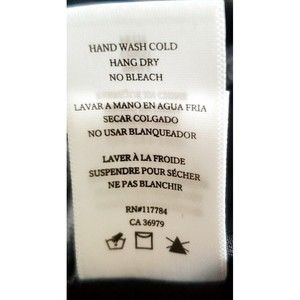 HAND WASH COLD
HANG DRY
NO BLEACH
LAVAR A MANO EN AGUA FRIA
SECAR COLGADO
NO USAR BLANQUEADOR
LAVER À LA FROIDE
SUSPENDRE POUR SÉCHER
NE PAS BLANCHIR
RN#117784
CA 36979